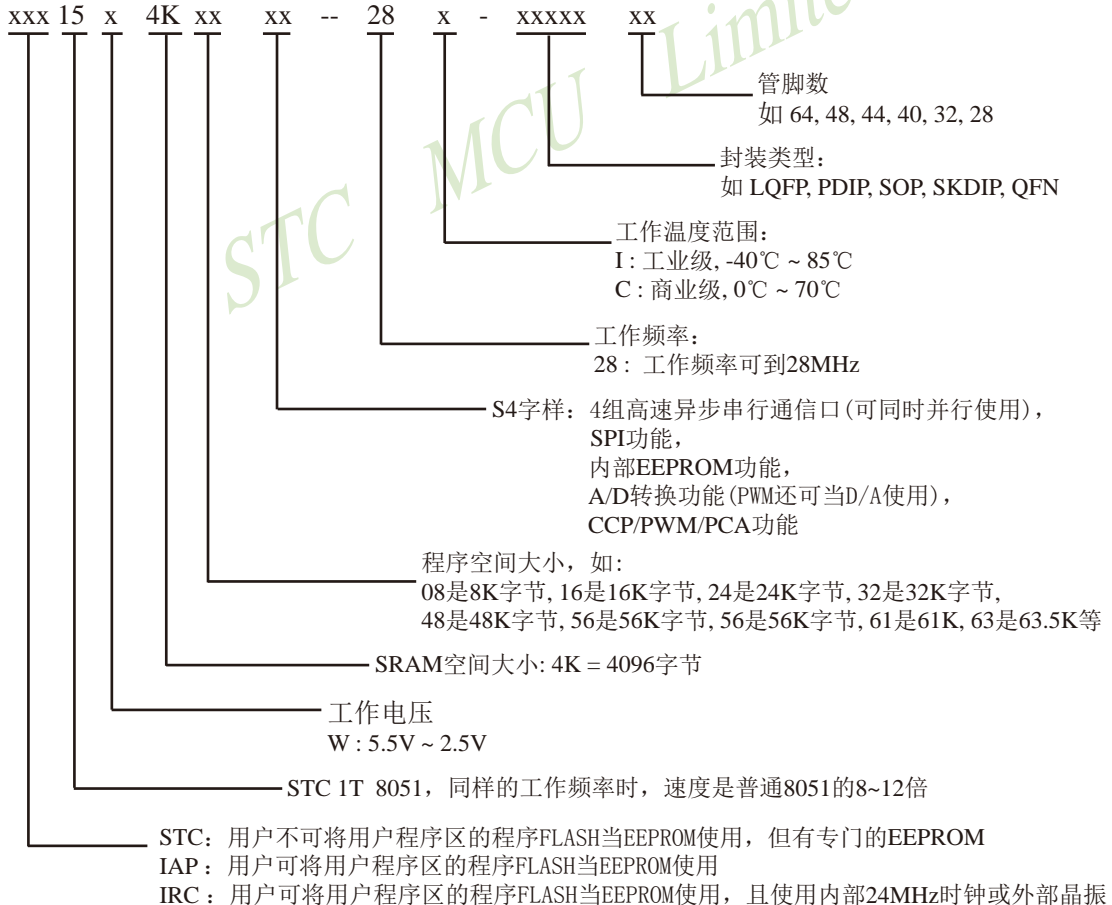 xxx 15 x 4K xx xx -- 28 x - xxxxx xx
管脚数
如 64, 48, 44, 40, 32, 28
封装类型：
如 LQFP, PDIP, SOP, SKDIP, QFN
工作温度范围：
I : 工业级, -40℃ ~ 85℃
C : 商业级, 0℃ ~ 70℃
工作频率：
28 : 工作频率可到28MHz
S4字样：4组高速异步串行通信口(可同时并行使用)，
SPI功能，
内部EEPROM功能，
A/D转换功能(PWM还可当D/A使用)，
CCP/PWM/PCA功能
程序空间大小，如:
08是8K字节, 16是16K字节, 24是24K字节, 32是32K字节,
48是48K字节, 56是56K字节, 56是56K字节, 61是61K, 63是63.5K等
SRAM空间大小: 4K = 4096字节
工作电压
W : 5.5V ~ 2.5V
STC 1T 8051，同样的工作频率时，速度是普通8051的8~12倍
STC：用户不可将用户程序区的程序FLASH当EEPROM使用，但有专门的EEPROM
IAP：用户可将用户程序区的程序FLASH当EEPROM使用
IRC：用户可将用户程序区的程序FLASH当EEPROM使用，且使用内部24MHz时钟或外部晶振
STC MCU Limite